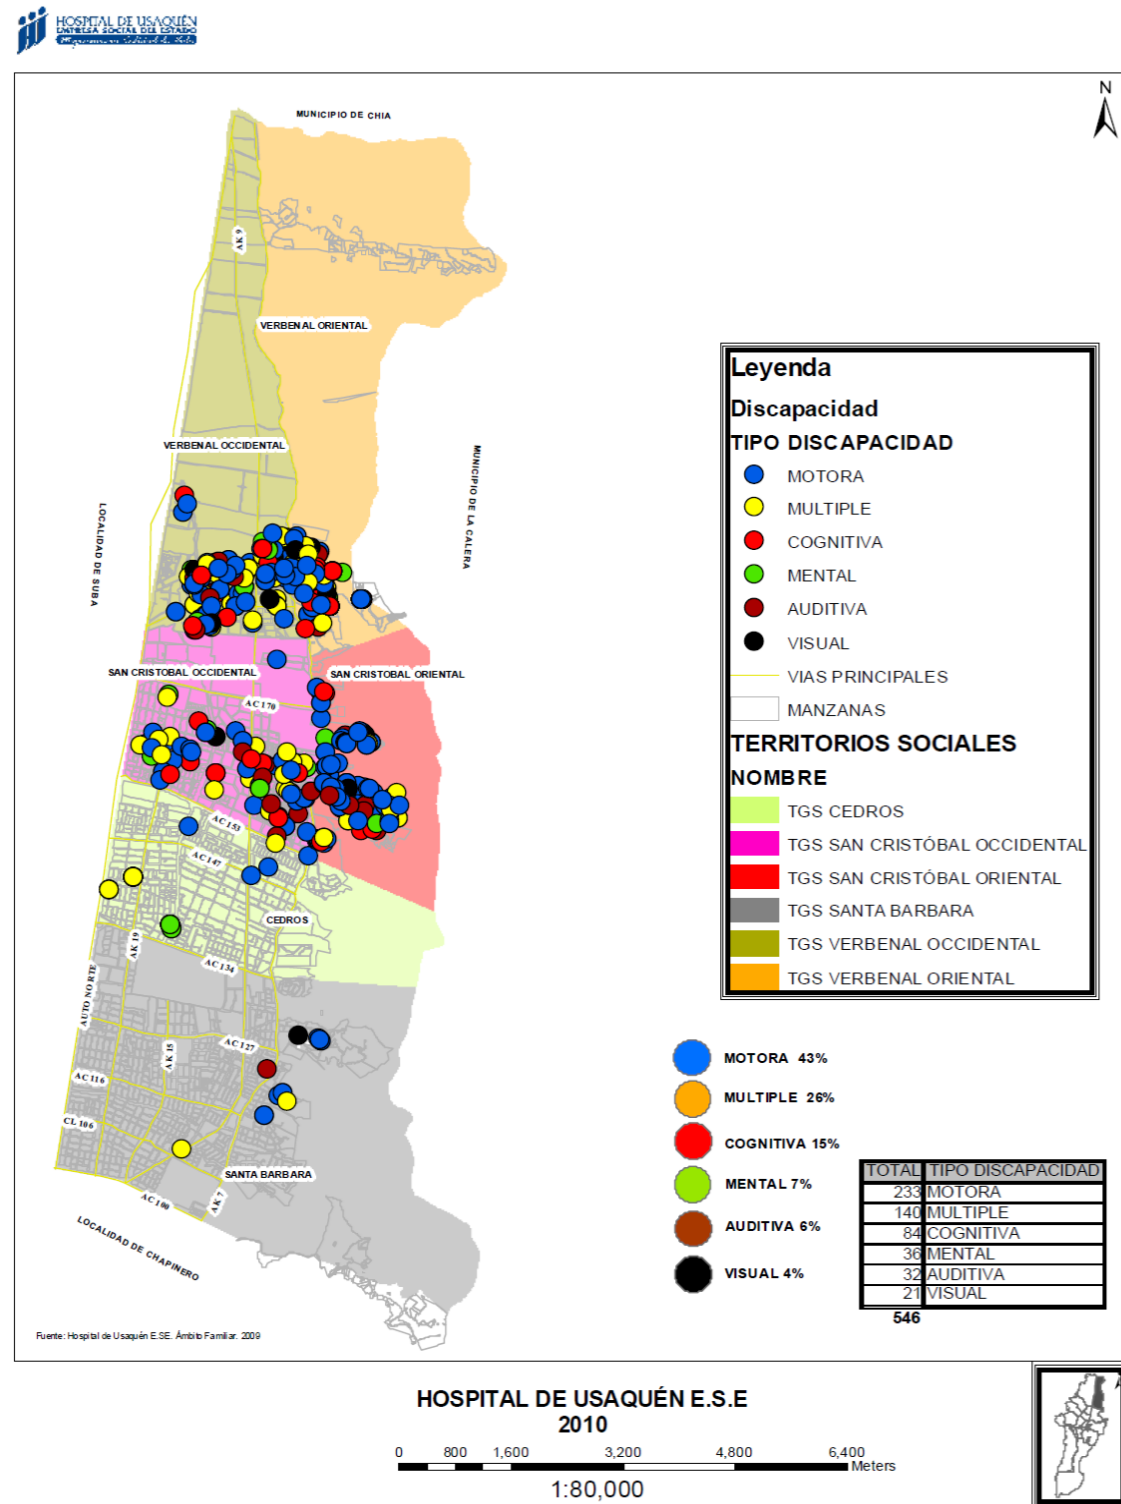 HOSPITAL DE USAQUÉN
EMPRESA SOCIAL DEL ESTADO
N
MUNICIPIO DE CHIA
AK 9
VERBENAL ORIENTAL
VERBENAL OCCIDENTAL
MUNICIPIO DE LA CALERA
LOCALIDAD DE SUBA
SAN CRISTOBAL OCCIDENTAL
SAN CRISTOBAL ORIENTAL
AC 170
AC 153
AC 147
CEDROS
AK 19
AC 134
AUTO NORTE
AK 15
AC 127
AC 116
CL 106
SANTA BARBARA
AC 100
AK 7
LOCALIDAD DE CHAPINERO
Fuente: Hospital de Usaquén E.SE. Ámbito Familiar. 2009
Leyenda
Discapacidad
TIPO DISCAPACIDAD
MOTORA
MULTIPLE
COGNITIVA
MENTAL
AUDITIVA
VISUAL
VIAS PRINCIPALES
MANZANAS
TERRITORIOS SOCIALES
NOMBRE
TGS CEDROS
TGS SAN CRISTÓBAL OCCIDENTAL
TGS SAN CRISTÓBAL ORIENTAL
TGS SANTA BARBARA
TGS VERBENAL OCCIDENTAL
TGS VERBENAL ORIENTAL
MOTORA 43%
MULTIPLE 26%
COGNITIVA 15%
MENTAL 7%
AUDITIVA 6%
VISUAL 4%
TOTAL TIPO DISCAPACIDAD
233 MOTORA
140 MULTIPLE
84 COGNITIVA
36 MENTAL
32 AUDITIVA
21 VISUAL
546
HOSPITAL DE USAQUÉN E.S.E
2010
0 800 1,600 3,200 4,800 6,400
Meters
1:80,000